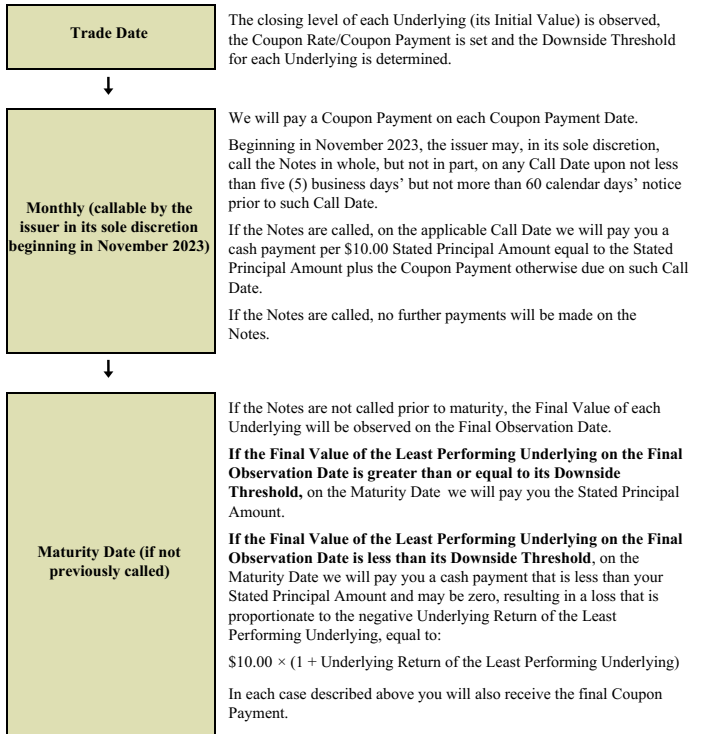 Trade Date
The closing level of each Underlying (its Initial Value) is observed,
the Coupon Rate/Coupon Payment is set and the Downside Threshold
for each Underlying is determined.
↓
Monthly (callable by the
issuer in its sole discretion
beginning in November 2023)
We will pay a Coupon Payment on each Coupon Payment Date.
Beginning in November 2023, the issuer may, in its sole discretion,
call the Notes in whole, but not in part, on any Call Date upon not less
than five (5) business days’ but not more than 60 calendar days’ notice
prior to such Call Date.
If the Notes are called, on the applicable Call Date we will pay you a
cash payment per $10.00 Stated Principal Amount equal to the Stated
Principal Amount plus the Coupon Payment otherwise due on such Call
Date.
If the Notes are called, no further payments will be made on the
Notes.
↓
Maturity Date (if not
previously called)
If the Notes are not called prior to maturity, the Final Value of each
Underlying will be observed on the Final Observation Date.
If the Final Value of the Least Performing Underlying on the Final
Observation Date is greater than or equal to its Downside
Threshold, on the Maturity Date we will pay you the Stated Principal
Amount.
If the Final Value of the Least Performing Underlying on the Final
Observation Date is less than its Downside Threshold, on the
Maturity Date we will pay you a cash payment that is less than your
Stated Principal Amount and may be zero, resulting in a loss that is
proportionate to the negative Underlying Return of the Least
Performing Underlying, equal to:
$10.00 × (1 + Underlying Return of the Least Performing Underlying)
In each case described above you will also receive the final Coupon
Payment.